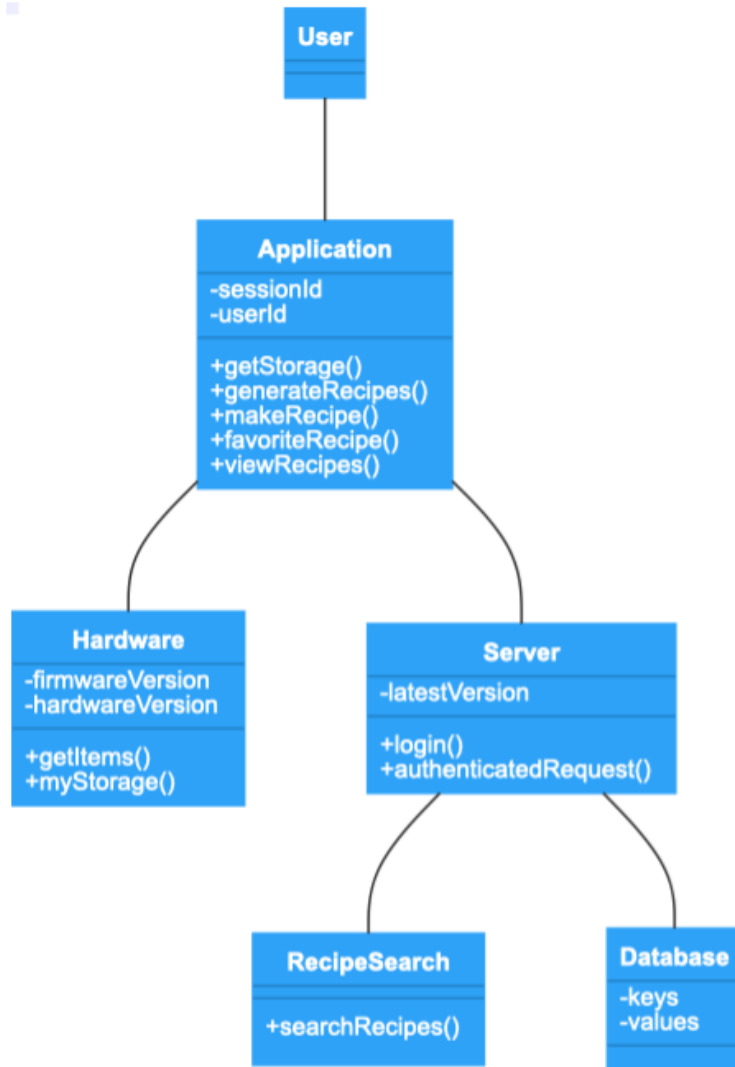 User
Application
-sessionId
-userId
+getStorage()
+generateRecipes()
+makeRecipe()
+favoriteRecipe()
+viewRecipes()
Hardware
-firmwareVersion
-hardwareVersion
+getItems()
+myStorage()
Server
-latestVersion
+login()
+authenticatedRequest()
RecipeSearch
+searchRecipes()
Database
-keys
-values